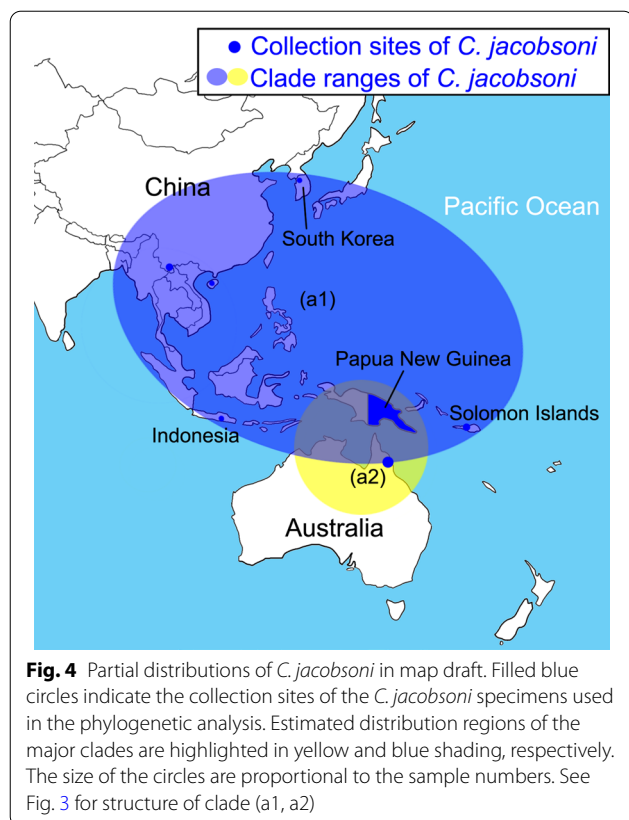 Collection sites of C. jacobsoni
Clade ranges of C. jacobsoni
China
Pacific Ocean
South Korea
(a1)
Papua New Guinea
Solomon Islands
Indonesia
(a2)
Australia
Fig. 4 Partial distributions of C. jacobsoni in map draft. Filled blue
circles indicate the collection sites of the C. jacobsoni specimens used
in the phylogenetic analysis. Estimated distribution regions of the
major clades are highlighted in yellow and blue shading, respectively.
The size of the circles are proportional to the sample numbers. See
Fig. 3 for structure of clade (a1, a2)